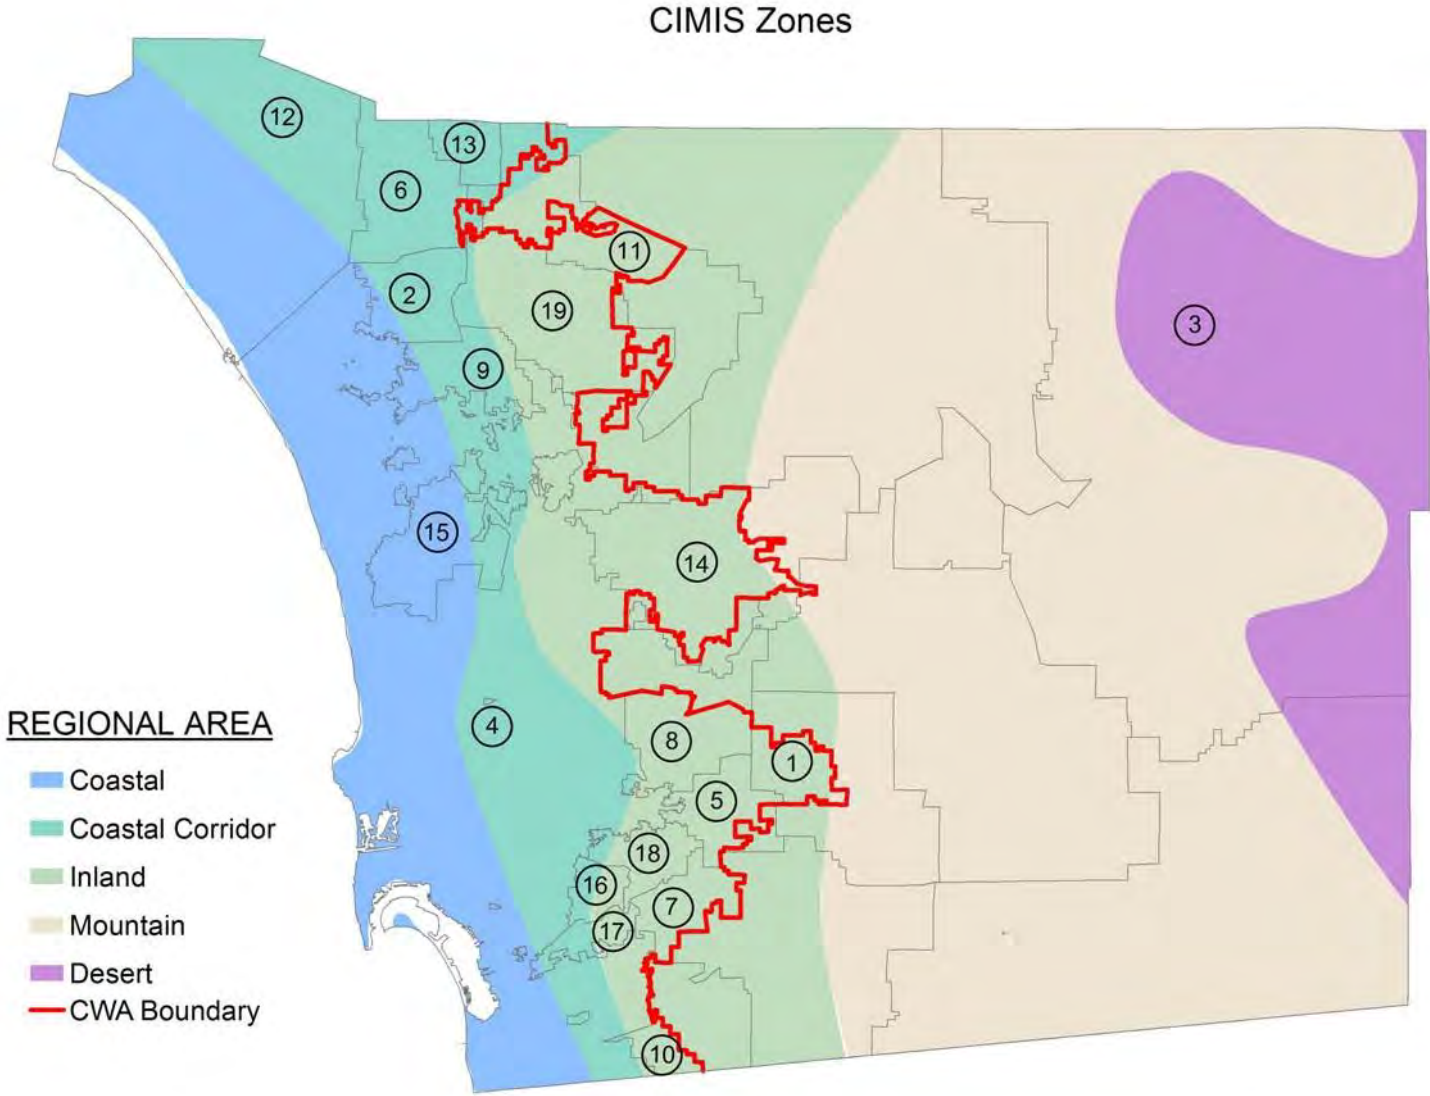 CIMIS Zones
12
13
6
11
2
19
3
9
15
14
4
8
1
5
18
16
7
17
10
REGIONAL AREA
Coastal
Coastal Corridor
Inland
Mountain
Desert
CWA Boundary